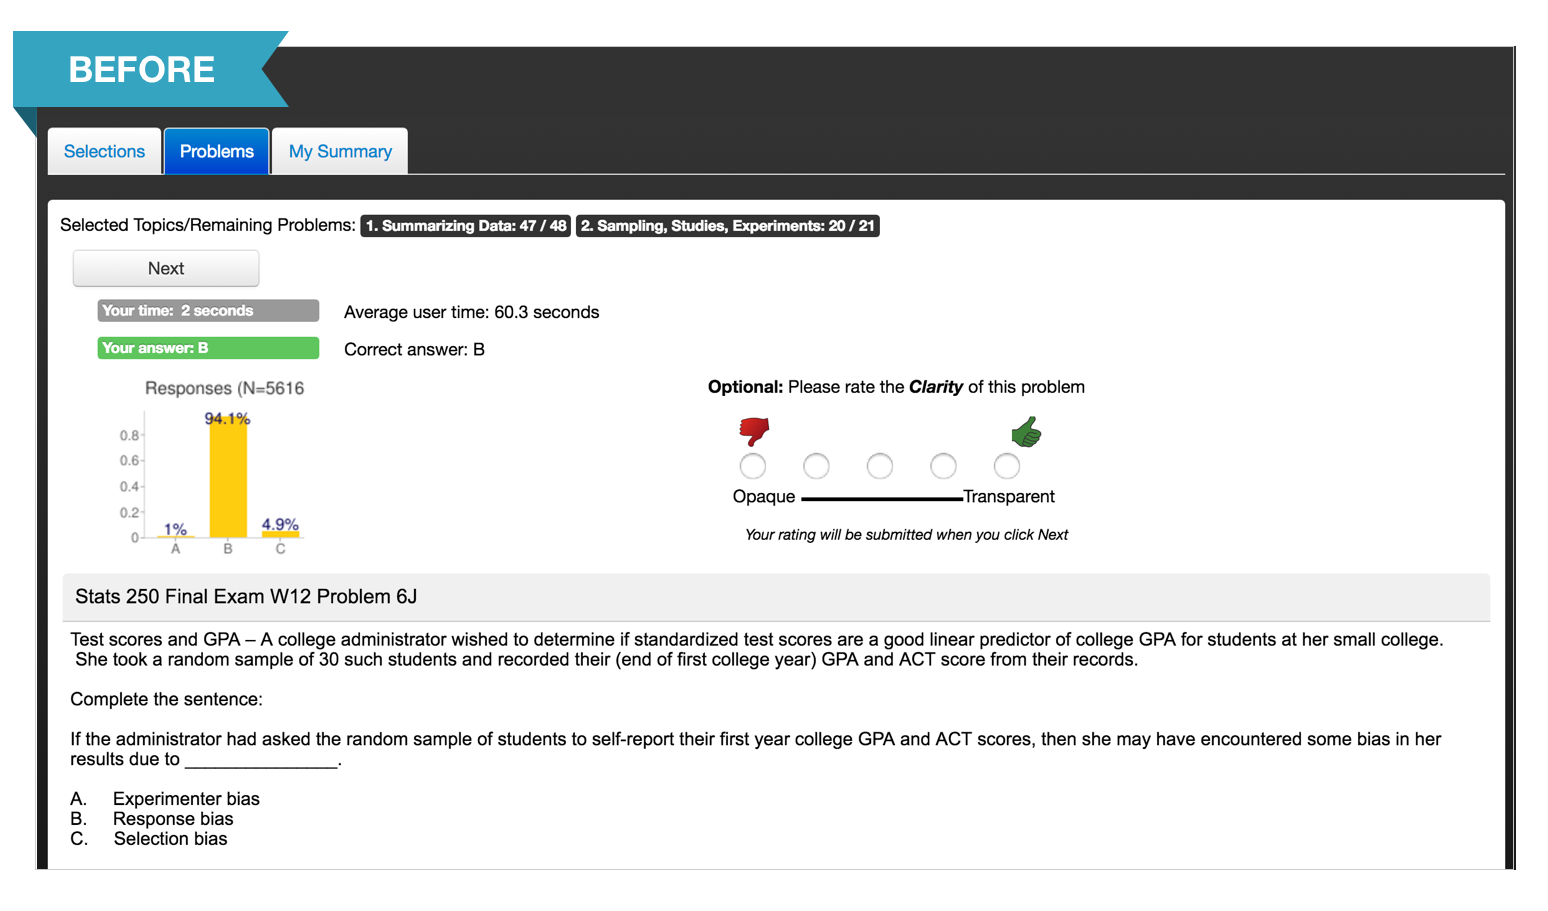 BEFORE
Selections Problems My Summary
Selected Topics/Remaining Problems: 1. Summarizing Data: 47 / 48 2. Sampling, Studies, Experiments: 20 / 21
Next
Your time: 2 seconds Average user time: 60.3 seconds
Your answer: B Correct answer: B
Responses (N=5616
94.1%
0.8
0.6
0.4
0.2
1% 4.9%
0
A B C
Optional: Please rate the Clarity of this problem
Opaque Transparent
Your rating will be submitted when you click Next
Stats 250 Final Exam W12 Problem 6J
Test scores and GPA – A college administrator wished to determine if standardized test scores are a good linear predictor of college GPA for students at her small college.
She took a random sample of 30 such students and recorded their (end of first college year) GPA and ACT score from their records.
Complete the sentence:
If the administrator had asked the random sample of students to self-report their first year college GPA and ACT scores, then she may have encountered some bias in her
results due to _______________.
A. Experimenter bias
B. Response bias
C. Selection bias